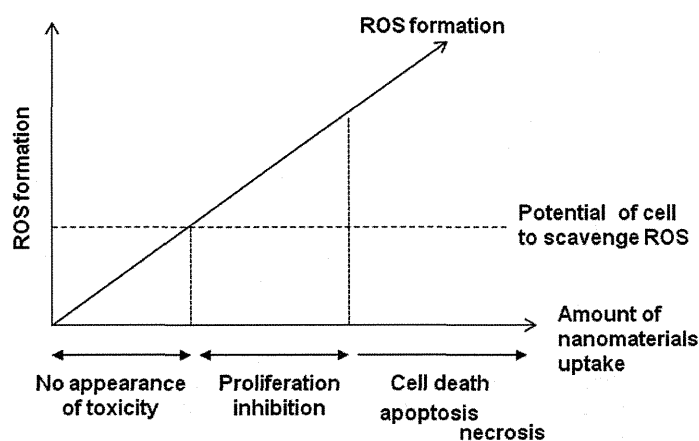 ROS formation
ROS formation
Potential of cell
to scavenge ROS
Amount of
nanomaterials
uptake
No appearance
of toxicity
Proliferation
inhibition
Cell death
apoptosis
necrosis